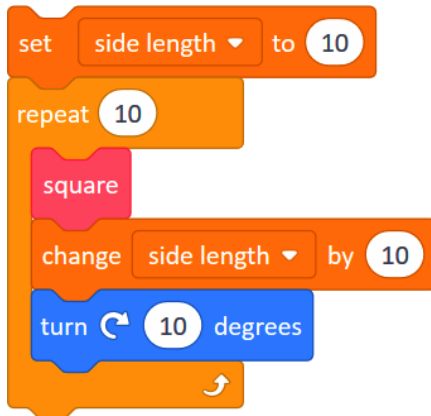 set side length to 10
repeat 10
square
change side length by 10
turn 10 degrees